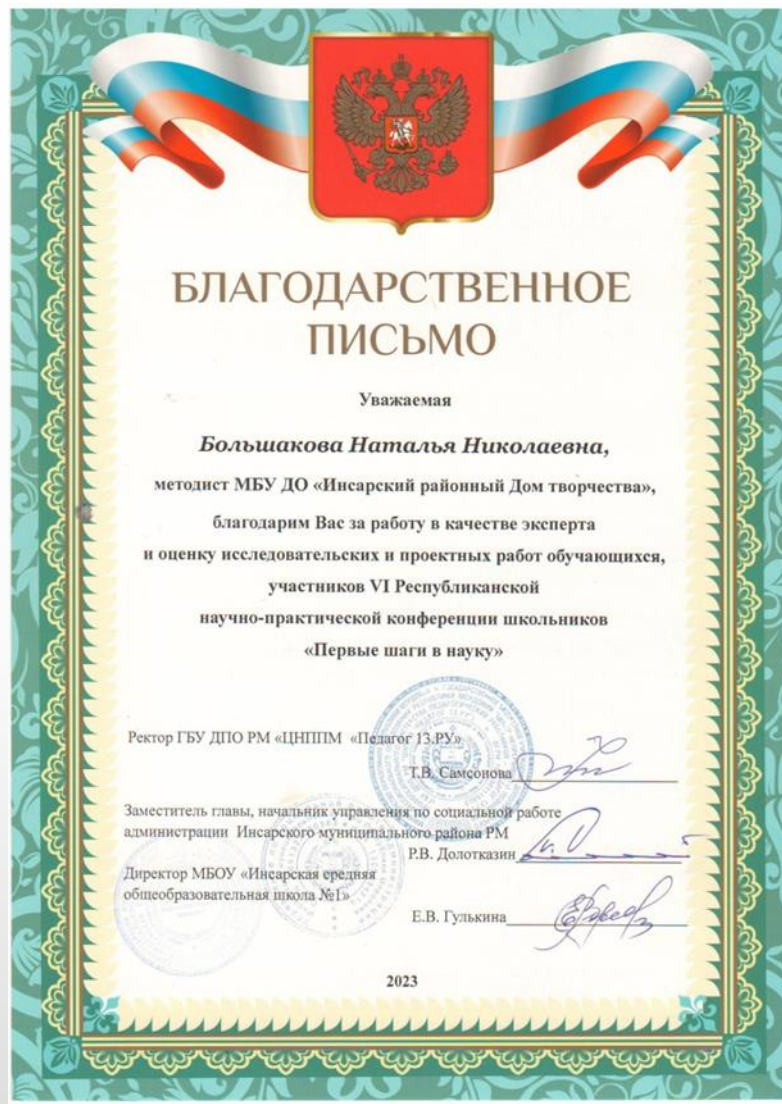 БЛАГОДАРСТВЕННОЕ
ПИСЬМО
Уважаемая
Большакова Наталья Николаевна,
методист МБУ ДО «Инсарский районный Дом творчества»,
благодарим Вас за работу в качестве эксперта
и оценку исследовательских и проектных работ обучающихся,
участников VI Республиканской
научно-практической конференции школьников
«Первые шаги в науку»
Ректор ГБУ ДПО РМ «ЦНППМ «Педагог 13.РУ»
Т.В. Самсонова
Заместитель главы, начальник управления по социальной работе
администрации Инсарского муниципального района РМ
Р.В. Долотказин
Директор МБОУ «Инсарская средняя
общеобразовательная школа №1»
Е.В. Гулькина
2023